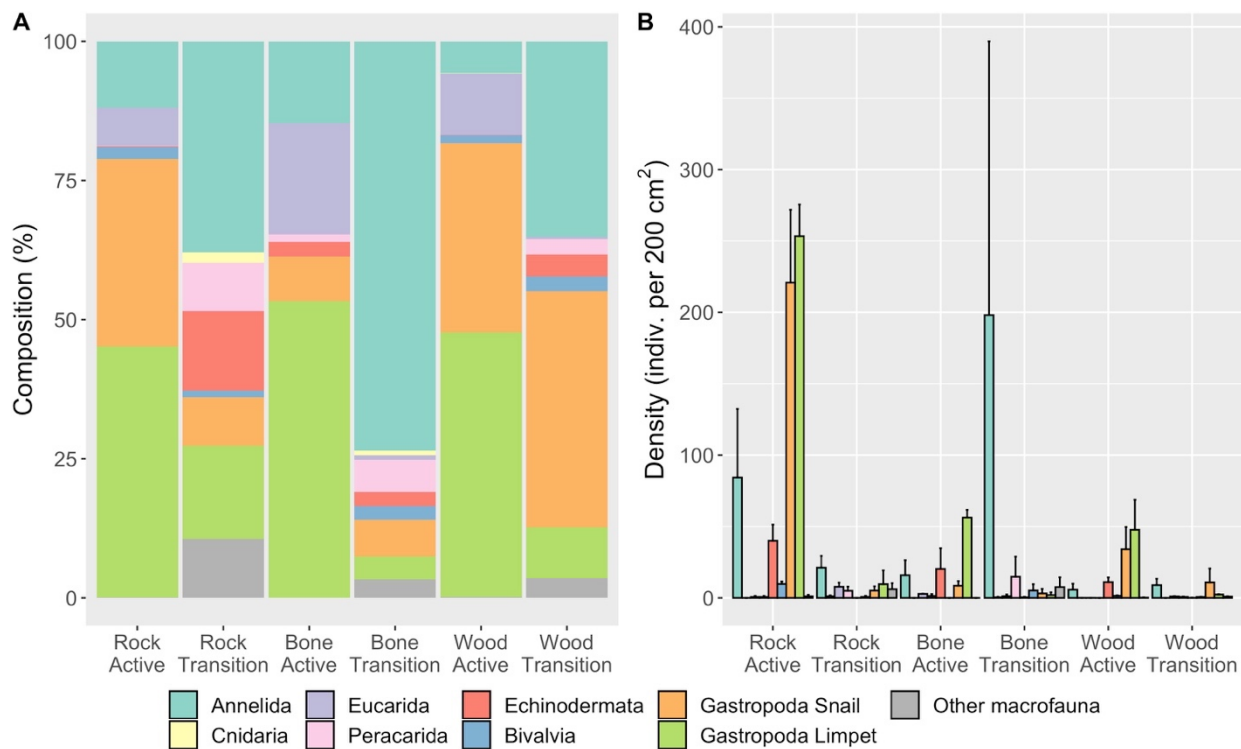 A
Composition (%)
100
75
50
25
0
Rock Active
Rock Transition
Bone Active
Bone Transition
Wood Active
Wood Transition
B
Density (indiv. per 200 cm²)
400
300
200
100
0
Rock Active
Rock Transition
Bone Active
Bone Transition
Wood Active
Wood Transition
Annelida
Eucarida
Echinodermata
Gastropoda Snail
Other macrofauna
Cnidaria
Peracarida
Bivalvia
Gastropoda Limpet